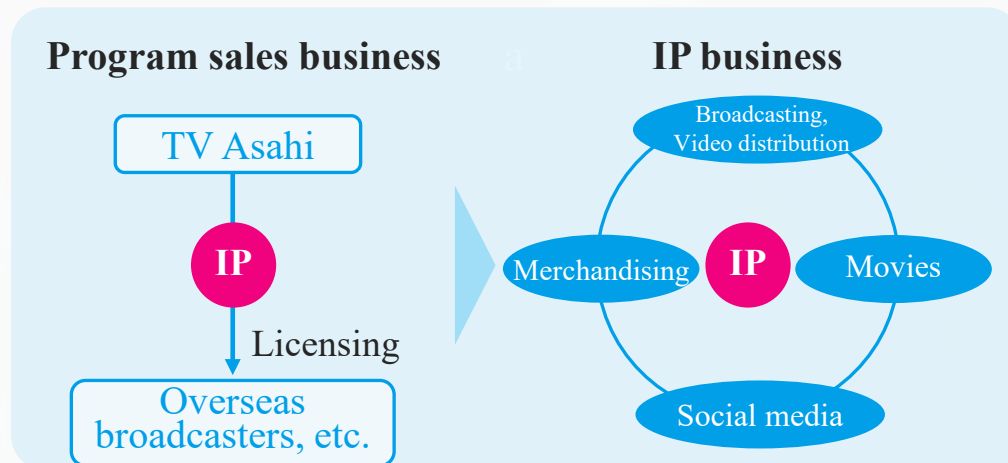 Program sales business
a
IP business
TV Asahi
IP
Licensing
Overseas
broadcasters, etc.
Broadcasting,
Video distribution
Merchandising
IP
Movies
Social media